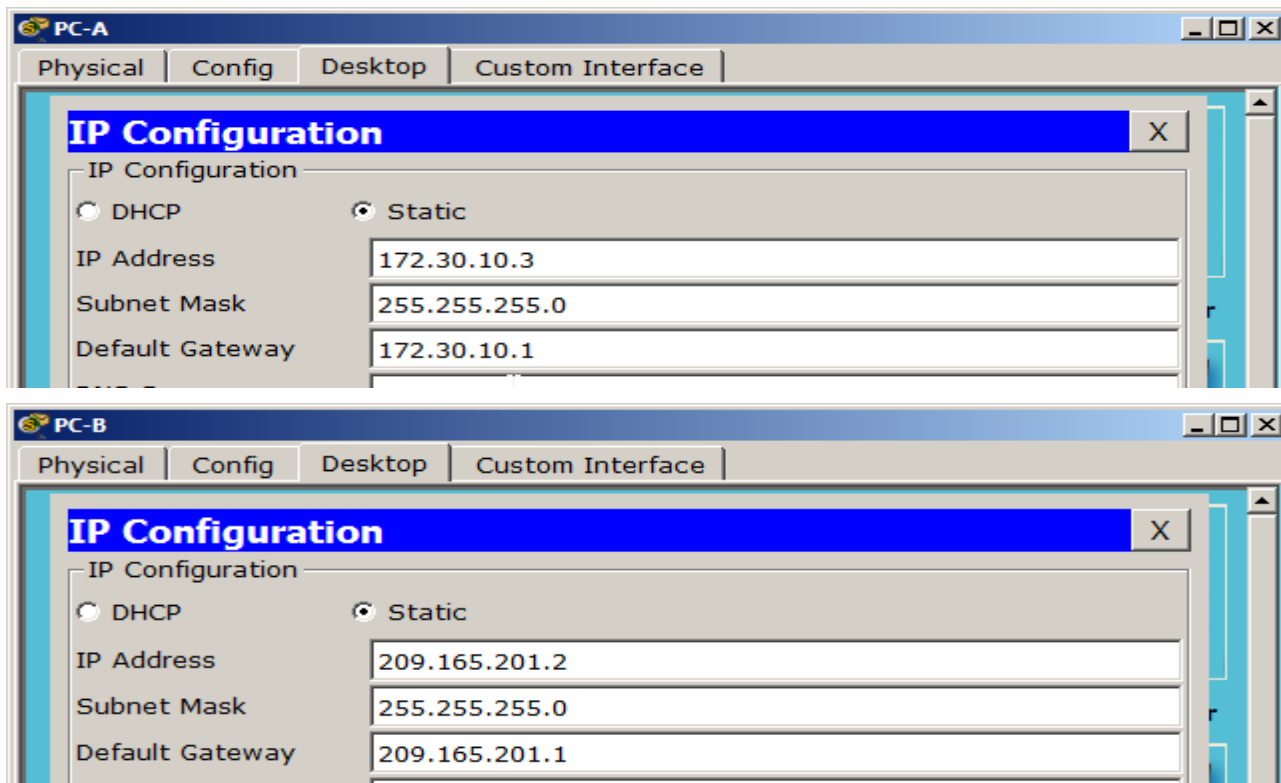 PC-A
Physical Config Desktop Custom Interface
IP Configuration X
IP Configuration
DHCP Static
IP Address 172.30.10.3
Subnet Mask 255.255.255.0
Default Gateway 172.30.10.1
PC-B
Physical Config Desktop Custom Interface
IP Configuration X
IP Configuration
DHCP Static
IP Address 209.165.201.2
Subnet Mask 255.255.255.0
Default Gateway 209.165.201.1